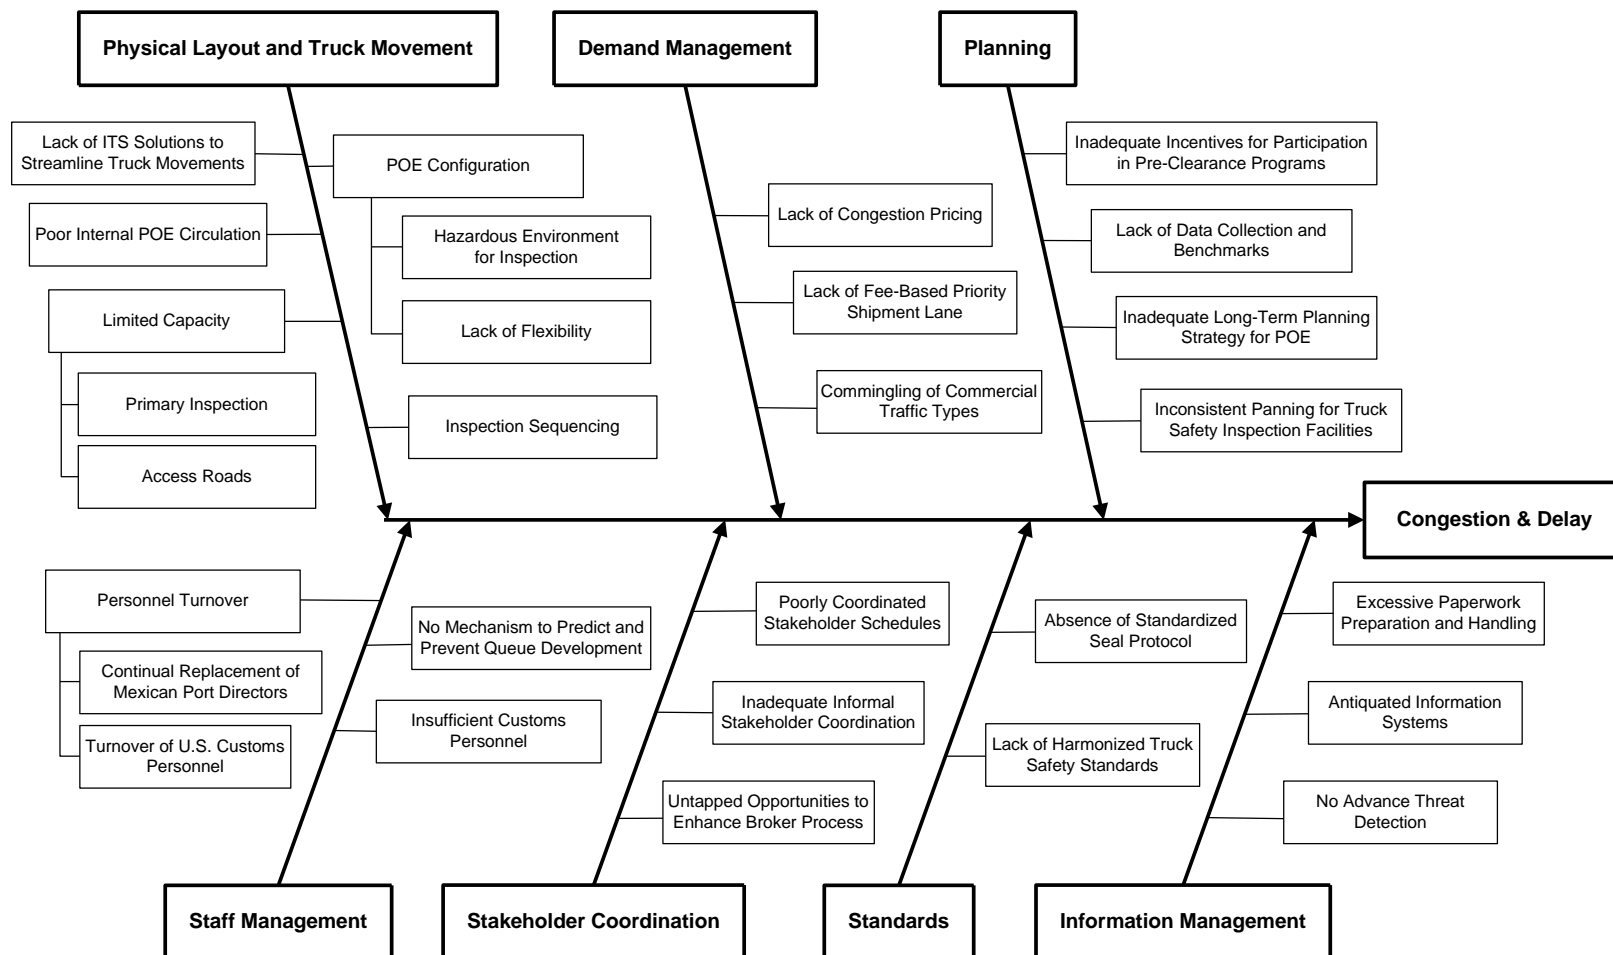 Physical Layout and Truck Movement
Demand Management
Planning
Lack of ITS Solutions to
Streamline Truck Movements
Poor Internal POE Circulation
Limited Capacity
Primary Inspection
Access Roads
POE Configuration
Hazardous Environment
for Inspection
Lack of Flexibility
Inspection Sequencing
Lack of Congestion Pricing
Lack of Fee-Based Priority
Shipment Lane
Commingling of Commercial
Traffic Types
Inadequate Incentives for Participation
in Pre-Clearance Programs
Lack of Data Collection and
Benchmarks
Inadequate Long-Term Planning
Strategy for POE
Inconsistent Panning for Truck
Safety Inspection Facilities
Congestion & Delay
Personnel Turnover
Continual Replacement of
Mexican Port Directors
Turnover of U.S. Customs
Personnel
No Mechanism to Predict and
Prevent Queue Development
Insufficient Customs
Personnel
Poorly Coordinated
Stakeholder Schedules
Inadequate Informal
Stakeholder Coordination
Untapped Opportunities to
Enhance Broker Process
Absence of Standardized
Seal Protocol
Lack of Harmonized Truck
Safety Standards
Excessive Paperwork
Preparation and Handling
Antiquated Information
Systems
No Advance Threat
Detection
Staff Management
Stakeholder Coordination
Standards
Information Management